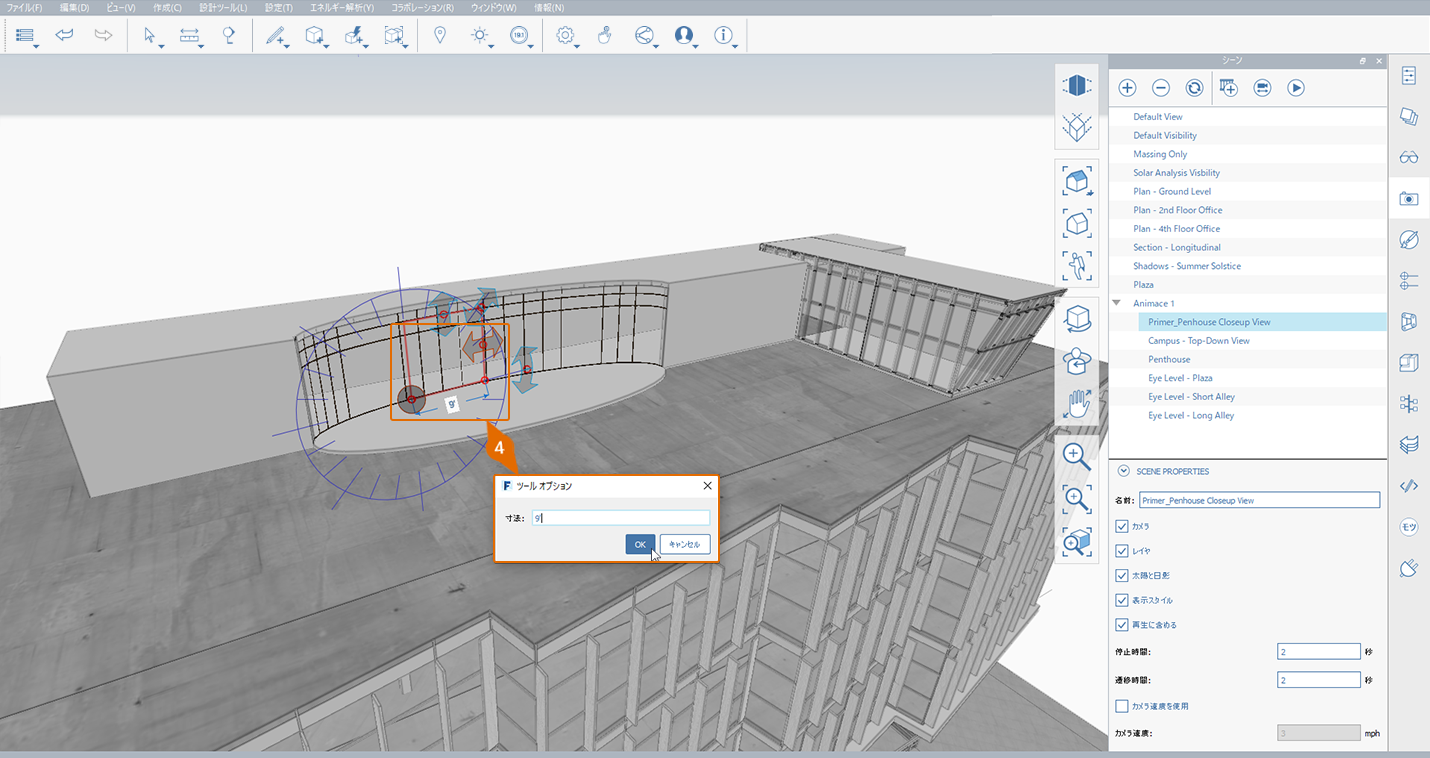 ファイル(F) 編集(D) ビュー(V) 作成(C) 設計ツール(L) 設定(T) エネルギー解析(Y) コラボレーション(R) ウィンドウ(W) 情報(N)
19.1
シーン
Default View
Default Visibility
Massing Only
Solar Analysis Visbility
Plan - Ground Level
Plan - 2nd Floor Office
Plan - 4th Floor Office
Section - Longitudinal
Shadows - Summer Solstice
Plaza
Animace 1
Primer_Penhouse Closeup View
Campus - Top-Down View
Penthouse
Eye Level - Plaza
Eye Level - Short Alley
Eye Level - Long Alley
9'
4
F ツール オプション
寸法: 9'
OK キャンセル
SCENE PROPERTIES
名前: Primer_Penhouse Closeup View
カメラ
レイヤ
太陽と日影
表示スタイル
再生に含める
停止時間: 2 秒
遷移時間: 2 秒
カメラ速度を使用
カメラ速度: 3 mph
モツ